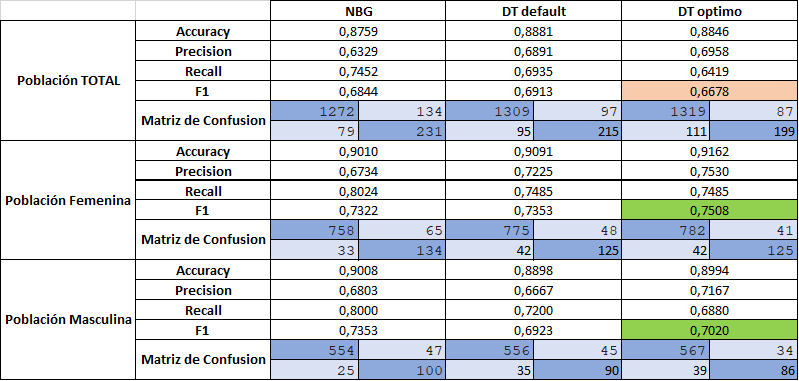 NBG DT default DT optimo
Población TOTAL
Accuracy 0,8759 0,8881 0,8846
Precision 0,6329 0,6891 0,6958
Recall 0,7452 0,6935 0,6419
F1 0,6844 0,6913 0,6678
Matriz de Confusion
1272 134 1309 97 1319 87
79 231 95 215 111 199
Población Femenina
Accuracy 0,9010 0,9091 0,9162
Precision 0,6734 0,7225 0,7530
Recall 0,8024 0,7485 0,7485
F1 0,7322 0,7353 0,7508
Matriz de Confusion
758 65 775 48 782 41
33 134 42 125 42 125
Población Masculina
Accuracy 0,9008 0,8898 0,8994
Precision 0,6803 0,6667 0,7167
Recall 0,8000 0,7200 0,6880
F1 0,7353 0,6923 0,7020
Matriz de Confusion
554 47 556 45 567 34
25 100 35 90 39 86